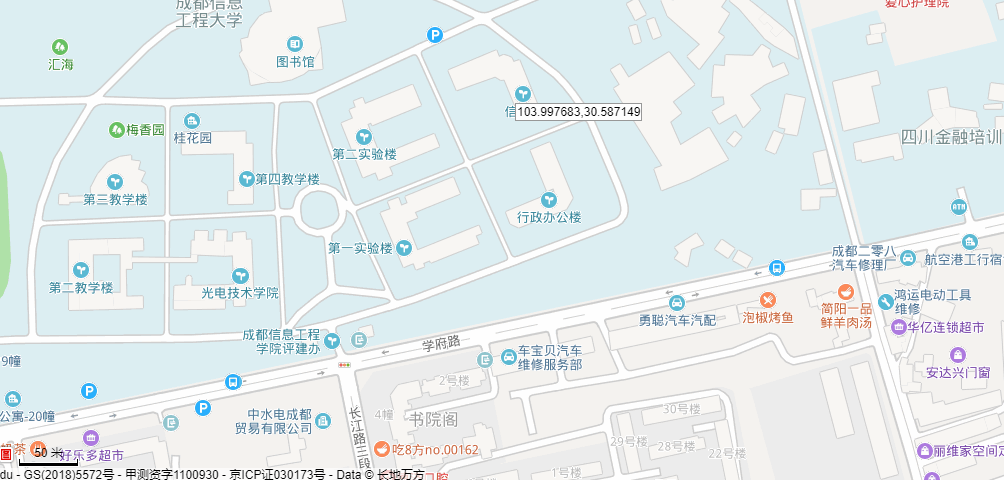 成都信息
工程大学
爱心护理院
汇海
图书馆
信
103.997683,30.587149
梅香园
桂花园
第二实验楼
四川金融培训
第四教学楼
第三教学楼
行政办公楼
第一实验楼
成都二零八
汽车修理厂
航空港工行宿
第二教学楼
光电技术学院
鸿运电动工具
维修
简阳一品
鲜羊肉汤
泡椒烤鱼
勇聪汽车汽配
华亿连锁超市
成都信息工程
学院评建办
学府路
车宝贝汽车
维修服务部
9幢
安达兴门窗
2号楼
公寓-20幢
中水电成都
贸易有限公司
长江路三段
4幢
书院阁
30号楼
29号楼
28号楼
22号楼
吃8方no.00162
丽维家空间定
茶
50 米
好乐多超市
du - GS(2018)5572号 - 甲测资字1100930 - 京ICP证030173号 - Data © 长地万方
口腔